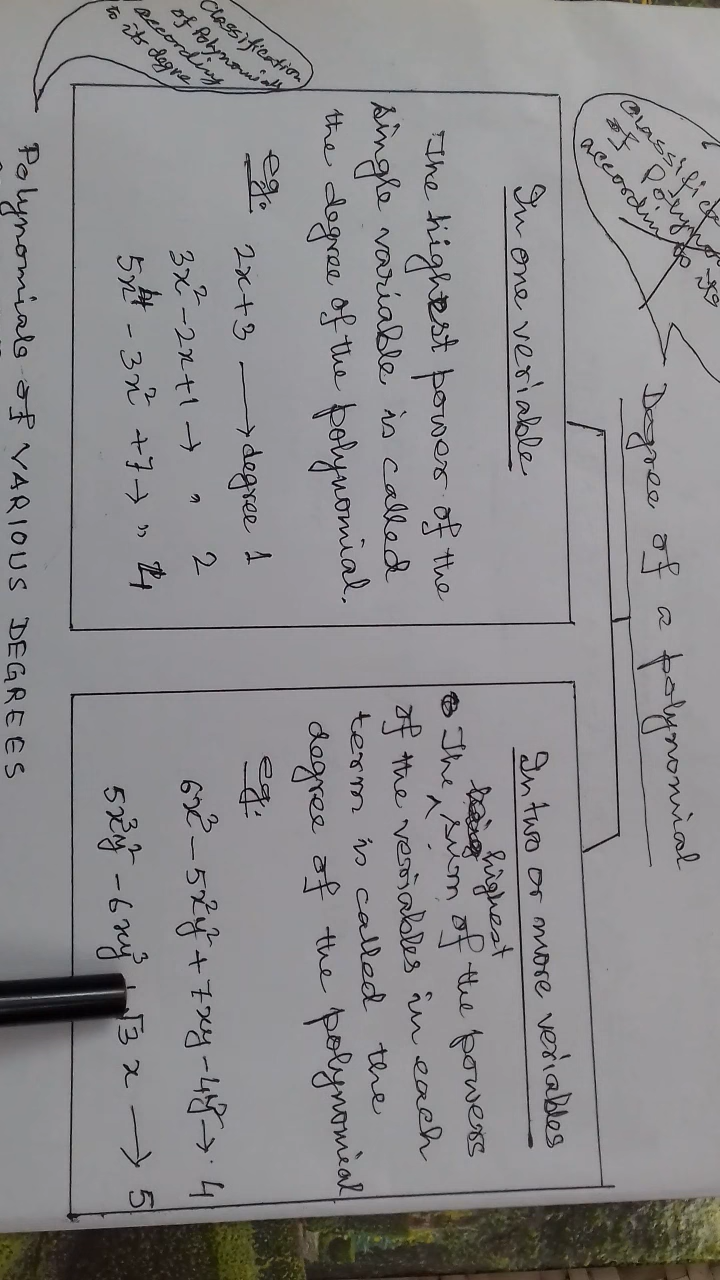 Degree of a polynomial
In one veriable
The highest power of the
single variable is called
the degree of the polynomial.
eg. 2x+3 → degree 1
3x² - 2x+1 → " 2
5x⁴ - 3x² + 7 → " 4
In two or more veriables
highest
The sum of the powers
of the veriables in each
term is called the
degree of the polynomial
eg.
6x² - 5x²y² + 7xy - 4y → 4
5x³y² - 6xy³ + √3 x → 5
Classification
of Polynomials
according
to its degree
Polynomials of VARIOUS DEGREES